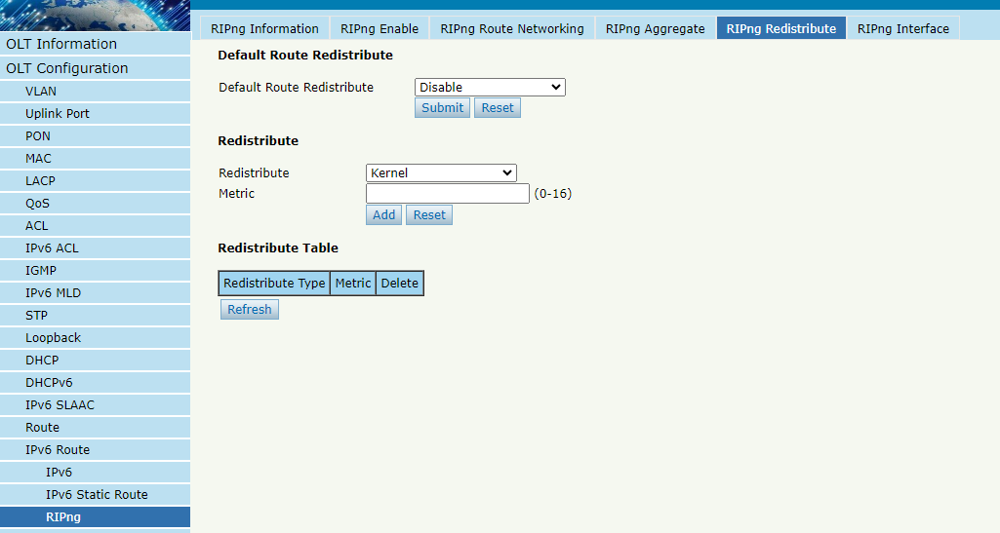 OLT Information
OLT Configuration
VLAN
Uplink Port
PON
MAC
LACP
QoS
ACL
IPv6 ACL
IGMP
IPv6 MLD
STP
Loopback
DHCP
DHCPv6
IPv6 SLAAC
Route
IPv6 Route
IPv6
IPv6 Static Route
RIPng
RIPng Information RIPng Enable RIPng Route Networking RIPng Aggregate RIPng Redistribute RIPng Interface
Default Route Redistribute
Default Route Redistribute Disable
Submit Reset
Redistribute
Redistribute Kernel
Metric (0-16)
Add Reset
Redistribute Table
Redistribute Type Metric Delete
Refresh